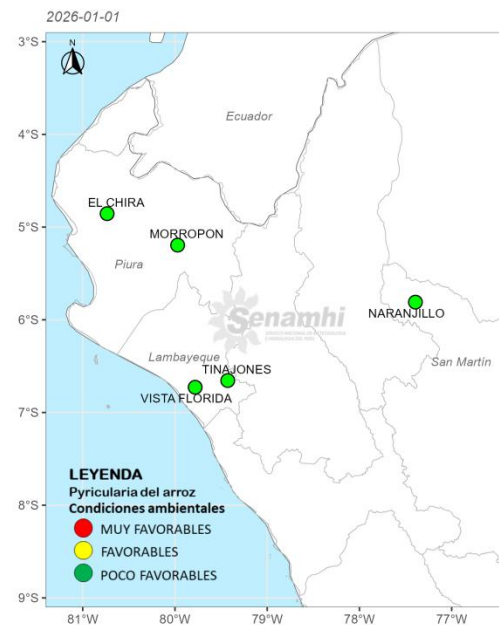 2026-01-01
3°S
N
Ecuador
4°S
EL CHIRA
5°S
MORROPON
Piura
NARANJILLO
6°S
Senamhi
Lambayeque
San Martín
TINAJONES
VISTA FLORIDA
7°S
LEYENDA
Pyricularia del arroz
Condiciones ambientales
8°S
MUY FAVORABLES
FAVORABLES
POCO FAVORABLES
9°S
81°W
80°W
79°W
78°W
77°W